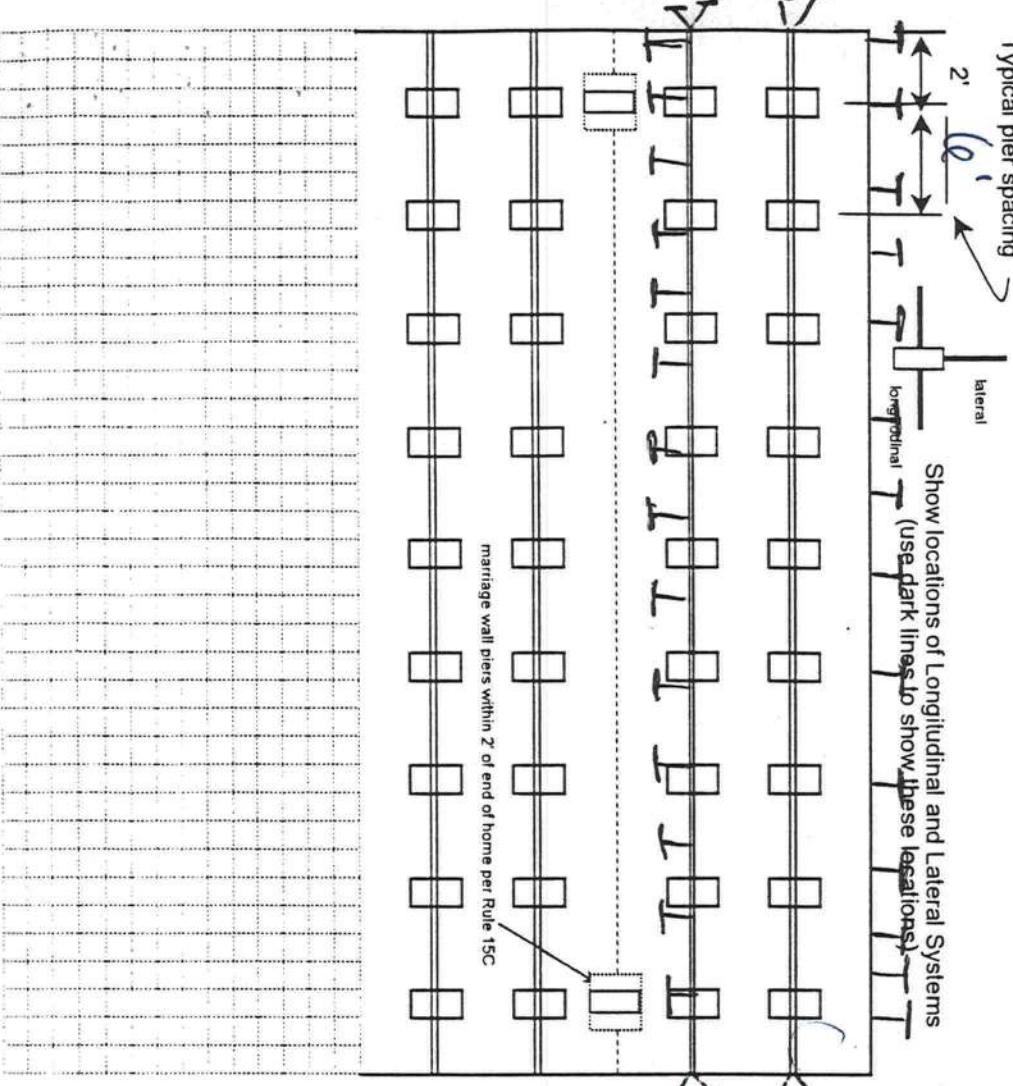 Typical pier spacing
2'
6'
lateral
longitudinal
Show locations of Longitudinal and Lateral Systems
(use dark lines to show these locations)
marriage wall piers within 2' of end of home per Rule 15C